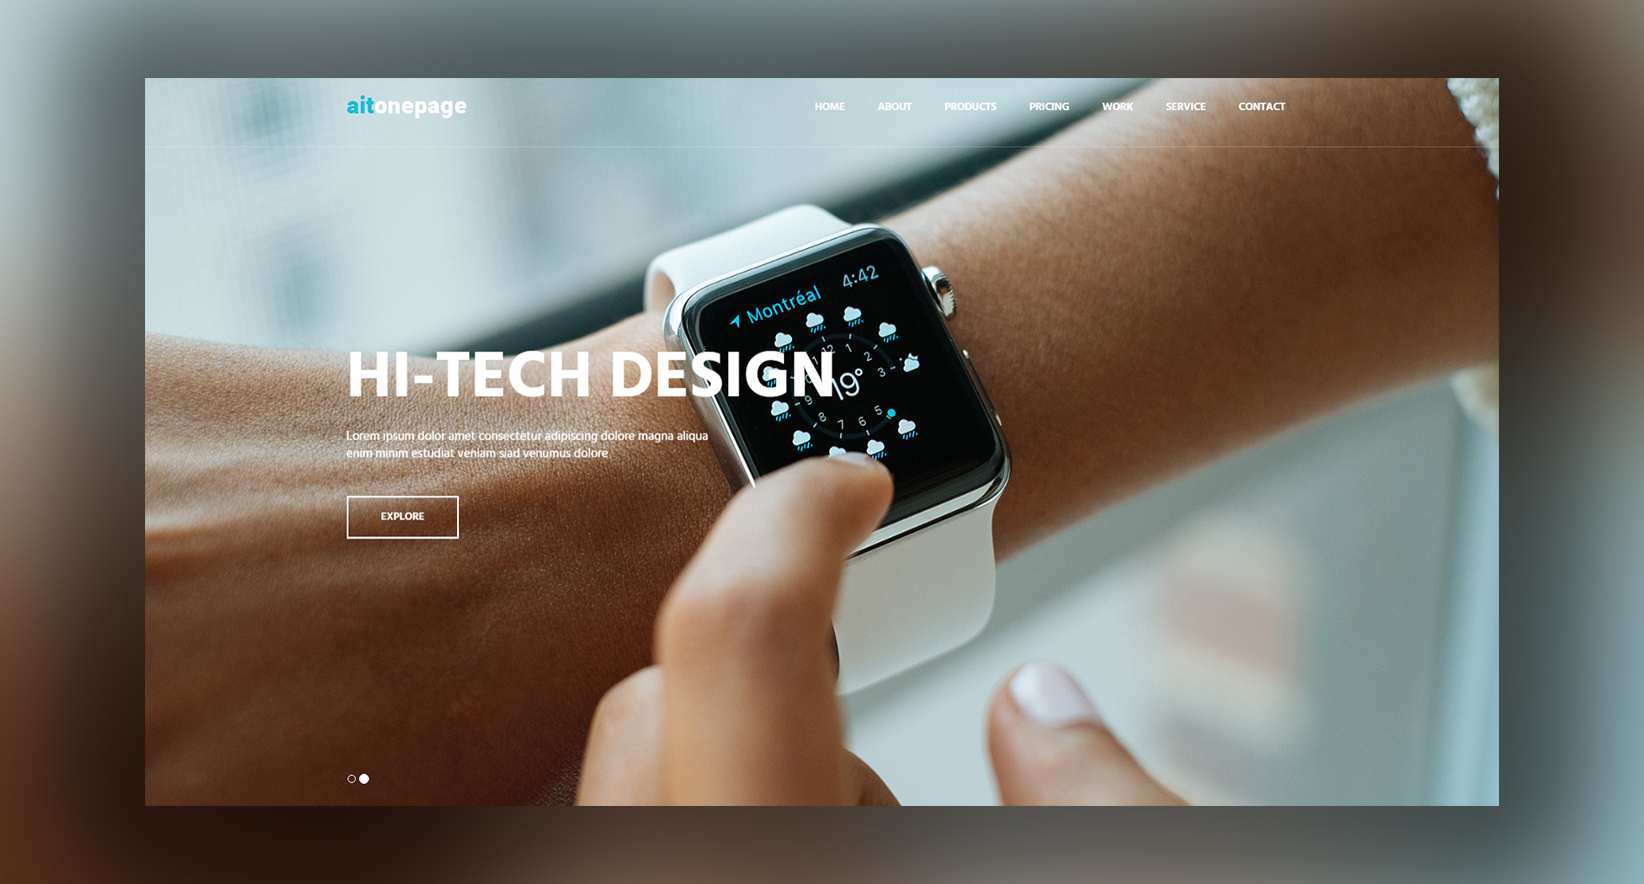 aitonepage
HOME ABOUT PRODUCTS PRICING WORK SERVICE CONTACT
Montréal 4:42
12 1 2 3 5 6 7 8 9
19°
HI-TECH DESIGN
Lorem ipsum dolor amet consectetur adipiscing dolore magna aliqua
enim minim estudiat veniam siad venumus dolore
EXPLORE